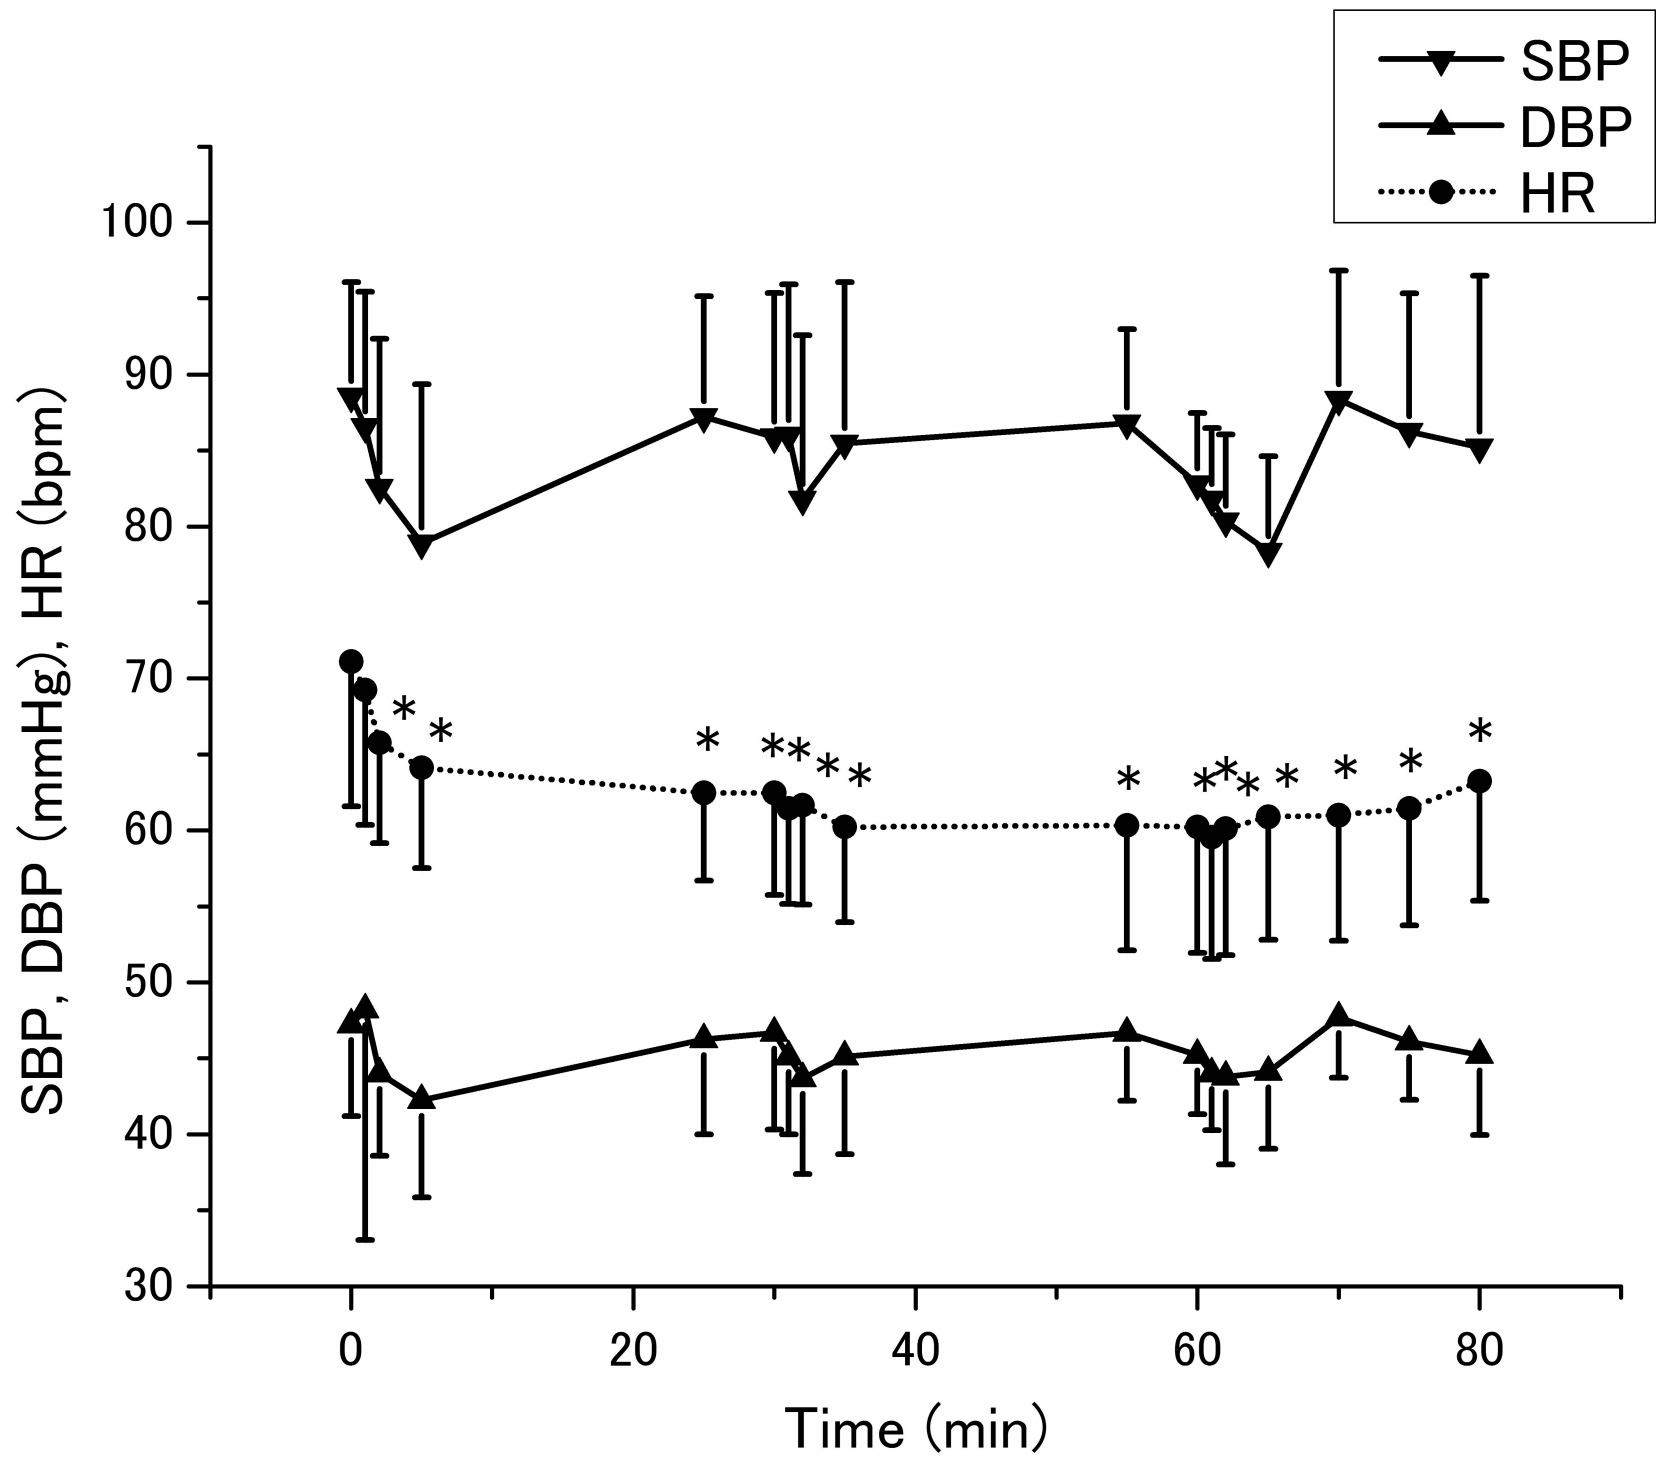 SBP
DBP
HR
SBP, DBP (mmHg), HR (bpm)
100
90
80
70
60
50
40
30
* * * * * * * * * * * * * * * *
0 20 40 60 80
Time (min)